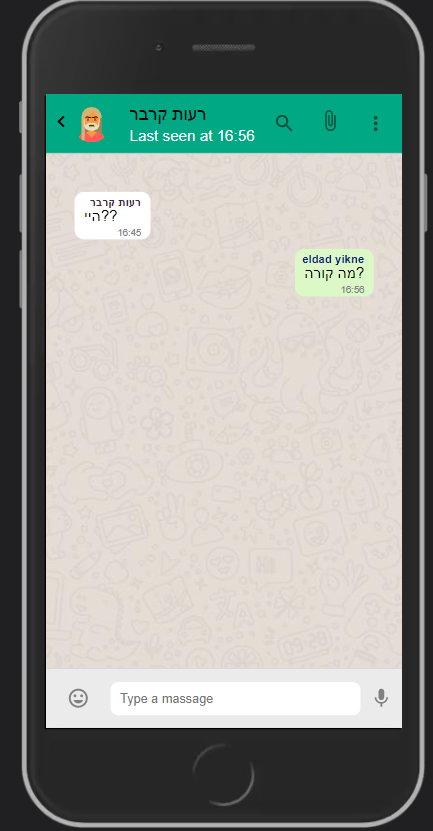 רעות קרבר
Last seen at 16:56
רעות קרבר
היי??
16:45
eldad yikne
מה קורה?
16:56
Type a massage